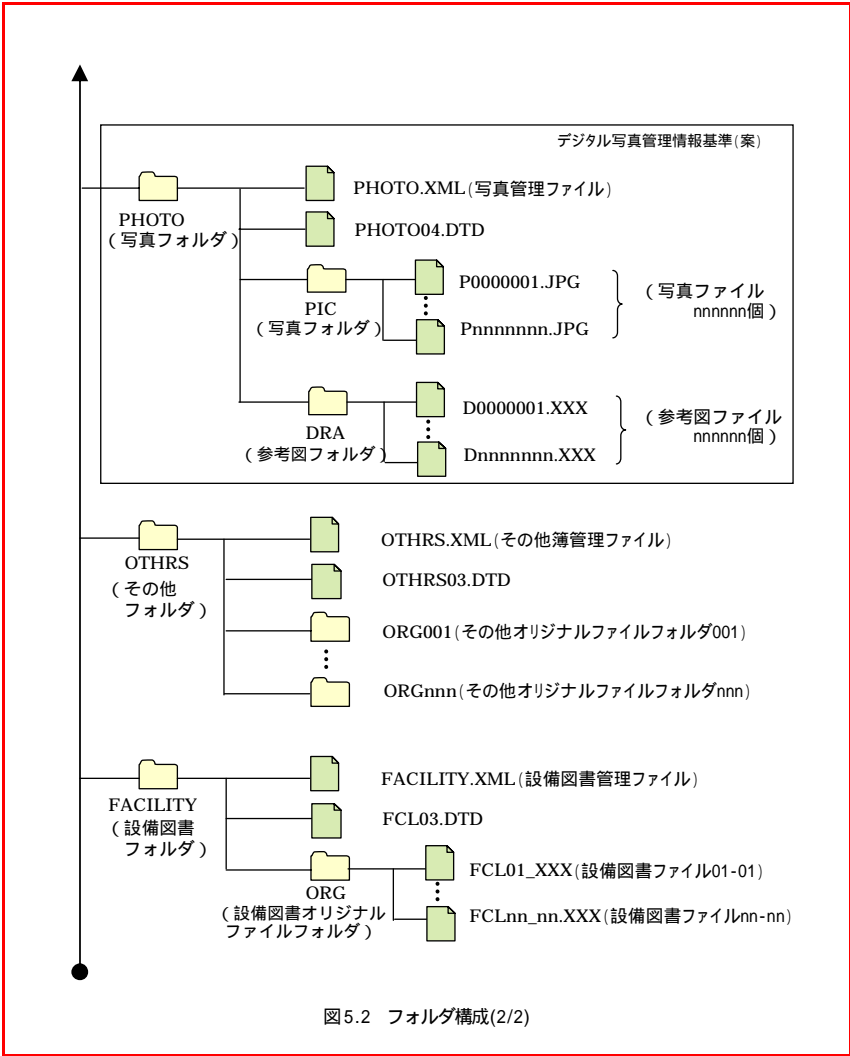 デジタル写真管理情報基準(案)
PHOTO
(写真フォルダ)
PHOTO.XML(写真管理ファイル)
PHOTO04.DTD
PIC
(写真フォルダ)
P0000001.JPG
Pnnnnnnn.JPG
(写真ファイル
nnnnnn個)
DRA
(参考図フォルダ)
D0000001.XXX
Dnnnnnnn.XXX
(参考図ファイル
nnnnnn個)
OTHRS
(その他
フォルダ)
OTHRS.XML(その他簿管理ファイル)
OTHRS03.DTD
ORG001(その他オリジナルファイルフォルダ001)
ORGnnn(その他オリジナルファイルフォルダnnn)
FACILITY
(設備図書
フォルダ)
FACILITY.XML(設備図書管理ファイル)
FCL03.DTD
ORG
(設備図書オリジナル
ファイルフォルダ)
FCL01_XXX(設備図書ファイル01-01)
FCLnn_nn.XXX(設備図書ファイルnn-nn)
図5.2 フォルダ構成(2/2)